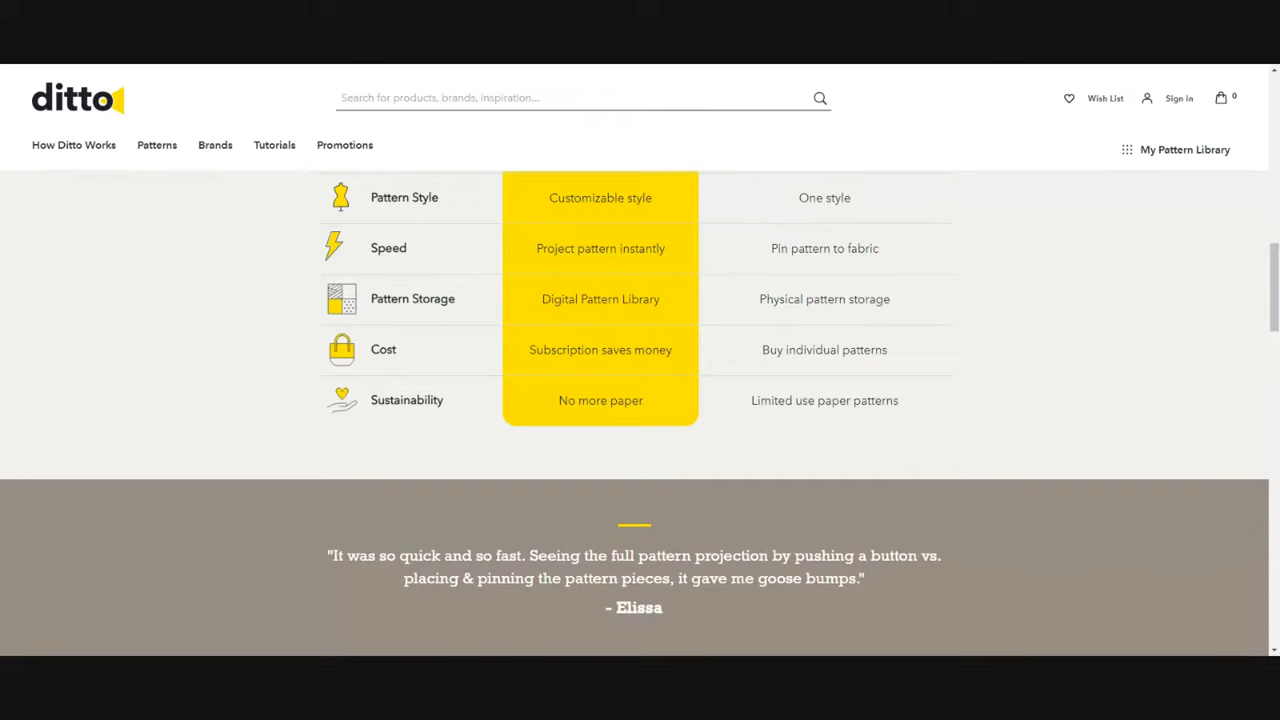 ditto
Search for products, brands, inspiration...
Wish List
Sign in
0
How Ditto Works
Patterns
Brands
Tutorials
Promotions
My Pattern Library
Pattern Style
Customizable style
One style
Speed
Project pattern instantly
Pin pattern to fabric
Pattern Storage
Digital Pattern Library
Physical pattern storage
Cost
Subscription saves money
Buy individual patterns
Sustainability
No more paper
Limited use paper patterns
"It was so quick and so fast. Seeing the full pattern projection by pushing a button vs.
placing & pinning the pattern pieces, it gave me goose bumps."
- Elissa